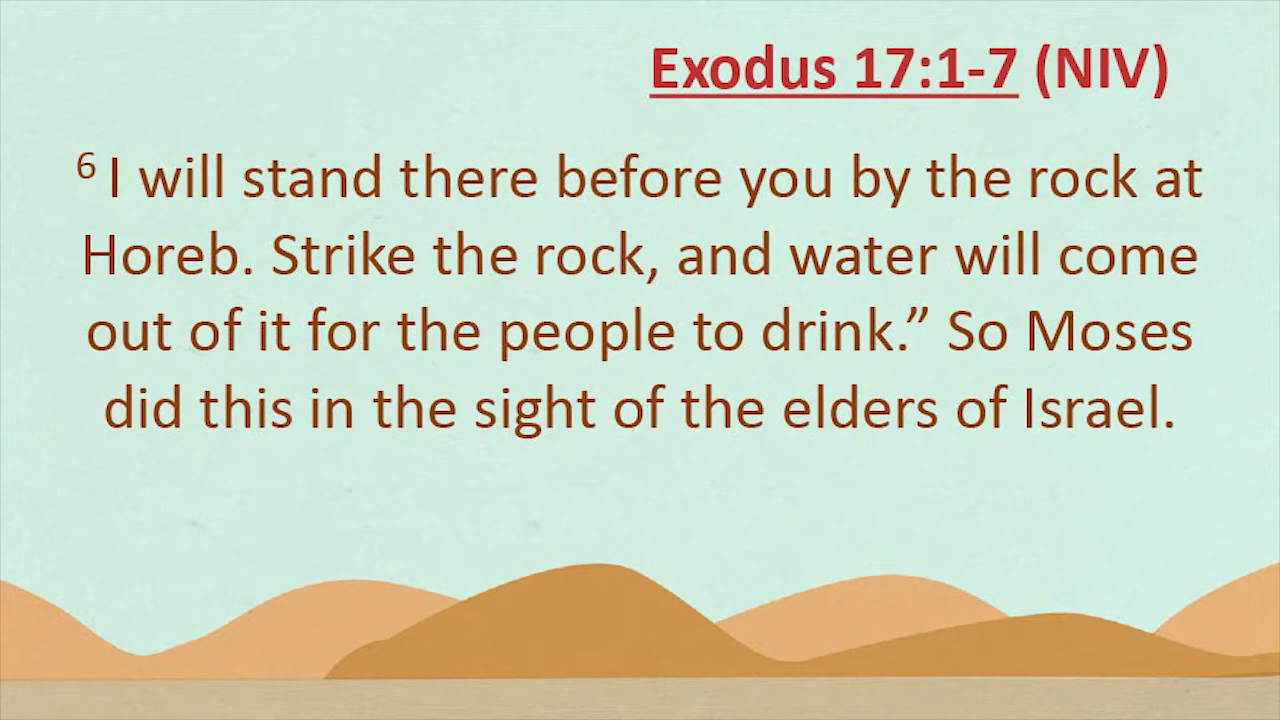 Exodus 17:1-7 (NIV)
⁶ I will stand there before you by the rock at
Horeb. Strike the rock, and water will come
out of it for the people to drink.” So Moses
did this in the sight of the elders of Israel.